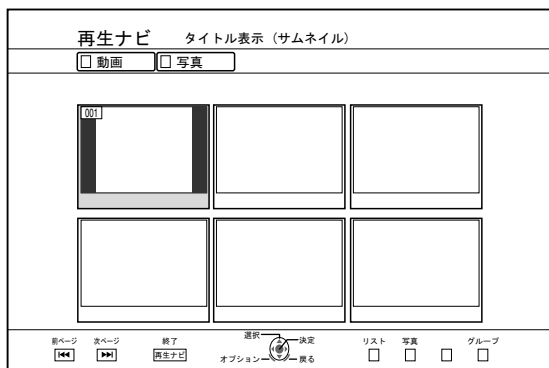 再生ナビ タイトル表示（サムネイル）
動画 写真
001
前ページ 次ページ 終了 選択 決定 リスト 写真 グループ
再生ナビ オプション 戻る